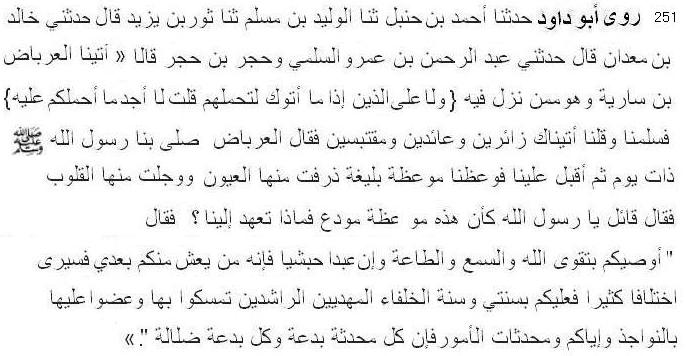 251 روى أبو داود حدثنا أحمد بن حنبل ثنا الوليد بن مسلم ثنا ثور بن يزيد قال حدثني خالد
بن معدان قال حدثني عبد الرحمن بن عمرو السلمي وحجر بن حجر قالا « أتينا العرباض
بن سارية وهو ممن نزل فيه {ولا على الذين إذا ما أتوك لتحملهم قلت لا أجد ما أحملكم عليه}
فسلمنا وقلنا أتيناك زائرين وعائدين ومقتبسين فقال العرباض صلى بنا رسول الله ﷺ
ذات يوم ثم أقبل علينا فوعظنا موعظة بليغة ذرفت منها العيون ووجلت منها القلوب
فقال قائل يا رسول الله كأن هذه مو عظة مودع فماذا تعهد إلينا ؟ فقال
" أوصيكم بتقوى الله والسمع و الطاعة وإن عبدا حبشيا فإنه من يعش منكم بعدي فسيرى
اختلافا كثيرا فعليكم بسنتي وسنة الخلفاء المهديين الراشدين تمسكوا بها وعضوا عليها
بالنواجذ وإياكم ومحدثات الأمور فإن كل محدثة بدعة وكل بدعة ضلالة ".»